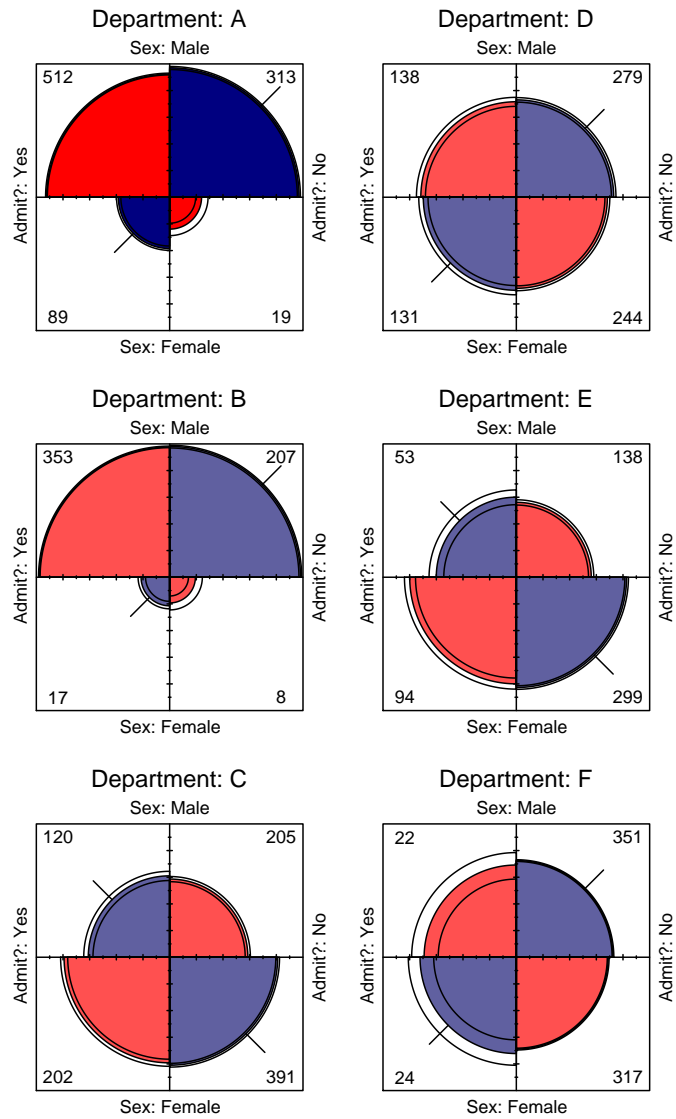 Department: A
Sex: Male
512 313
Admit?: Yes
Admit?: No
89 19
Sex: Female
Department: B
Sex: Male
353 207
Admit?: Yes
Admit?: No
17 8
Sex: Female
Department: C
Sex: Male
120 205
Admit?: Yes
Admit?: No
202 391
Sex: Female
Department: D
Sex: Male
138 279
Admit?: Yes
Admit?: No
131 244
Sex: Female
Department: E
Sex: Male
53 138
Admit?: Yes
Admit?: No
94 299
Sex: Female
Department: F
Sex: Male
22 351
Admit?: Yes
Admit?: No
24 317
Sex: Female